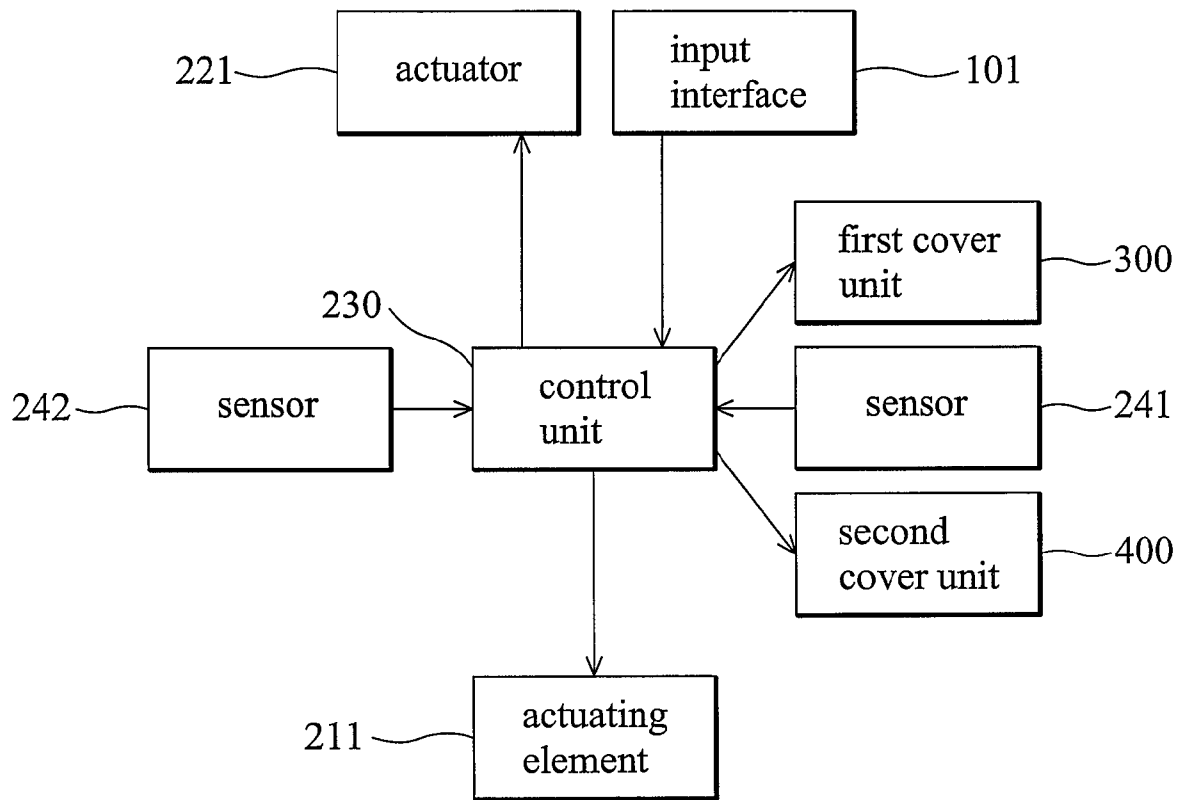 221
actuator
input
interface
101
first cover
unit
300
230
242
sensor
control
unit
sensor
241
second
cover unit
400
211
actuating
element